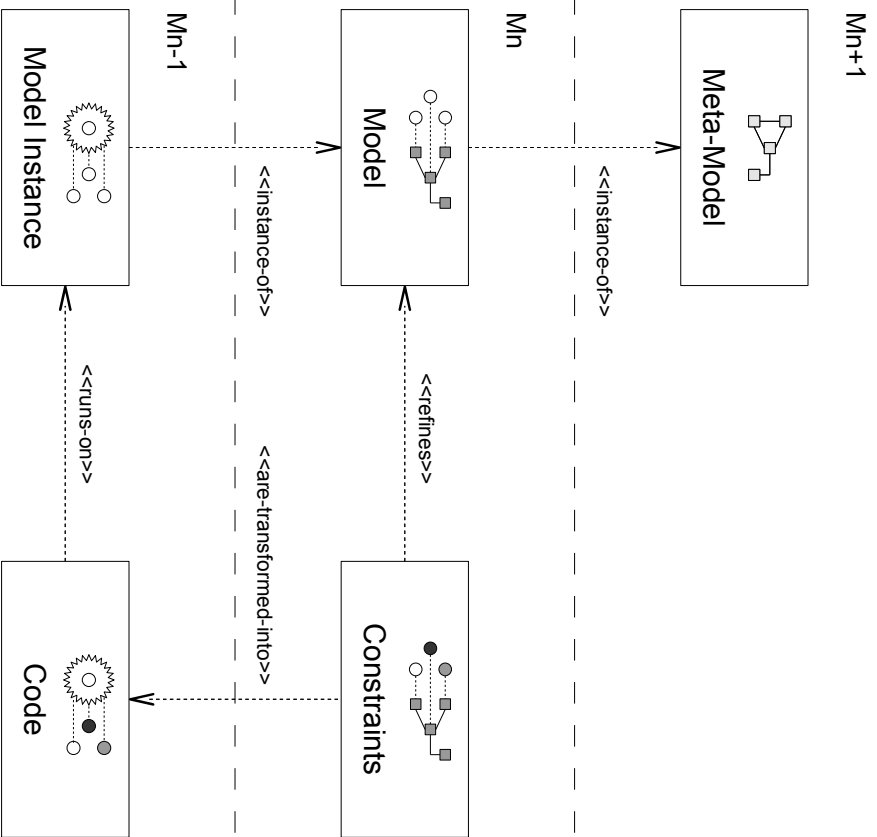 Mn+1
Meta-Model
<<instance-of>>
Mn
Model
<<refines>>
Constraints
<<instance-of>>
<<are-transformed-into>>
Mn-1
Model Instance
<<runs-on>>
Code